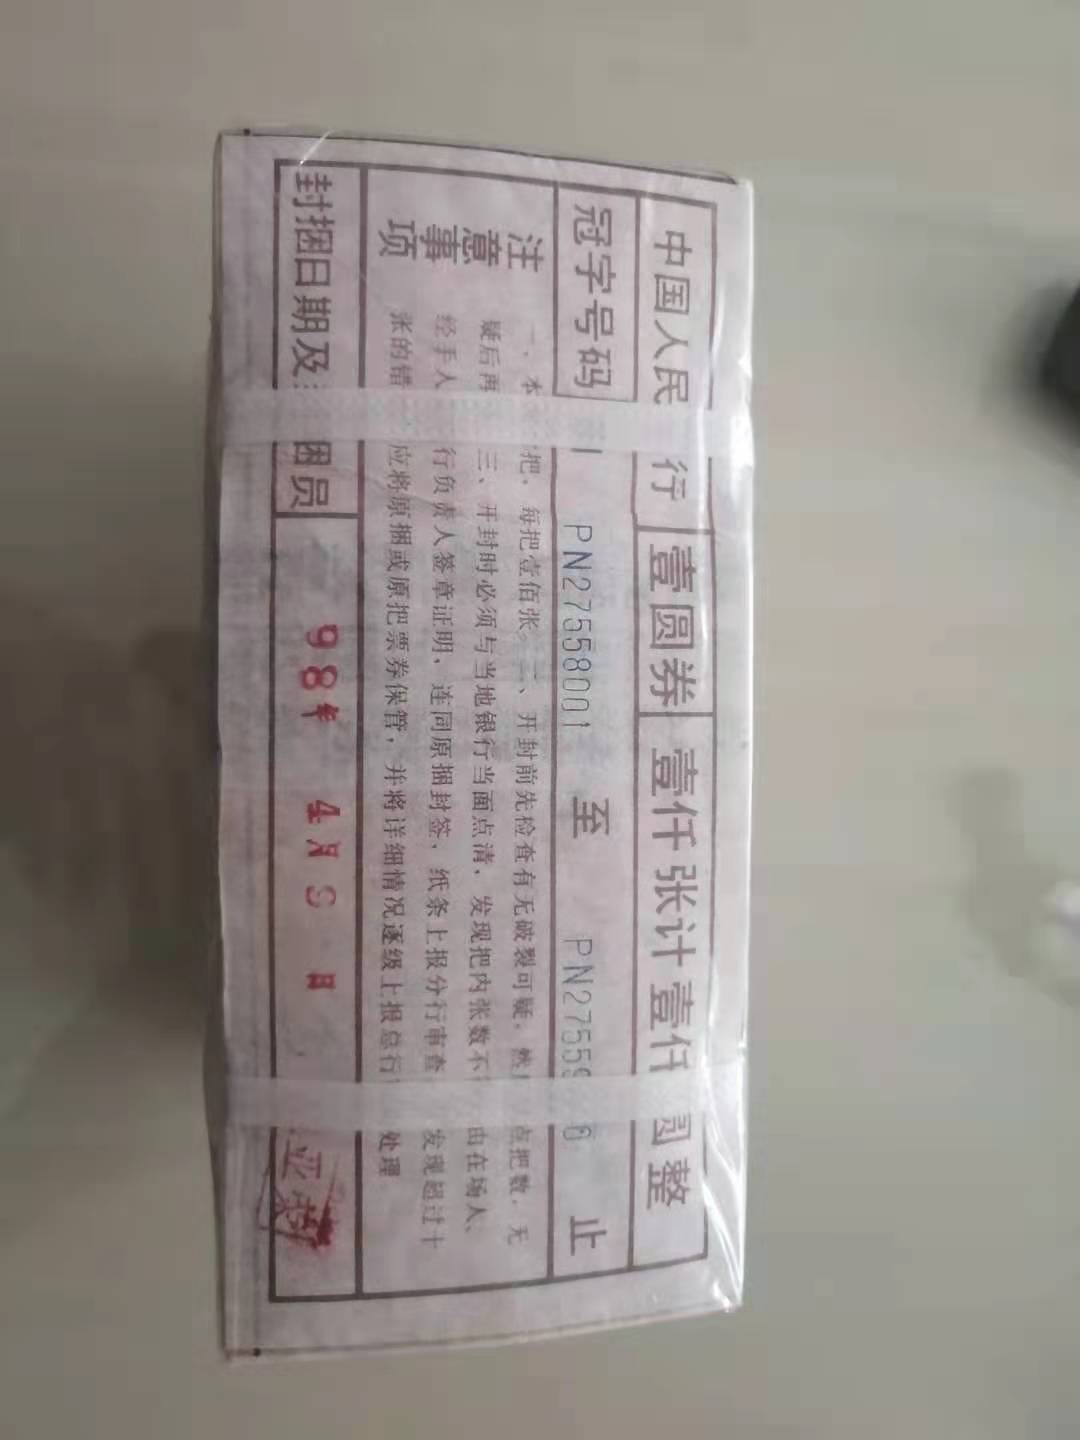 中国人民 行 壹圆券 壹仟张计壹仟 圆整
冠字号码 PN27558001 至 PN2755 止
注意事项
一、本 把，每把壹佰张。二、开封前先检查有无破裂可疑，然 点把数，无
疑后再 三、开封时必须与当地银行当面点清，发现把内张数不 由在场人、
经手人 行负责人签章证明，连同原捆封签，纸条上报分行审查 发现超过十
张的错 应将原捆或原把票券保管，并将详细情况逐级上报总行 处理
封捆日期及 捆员 98年 4月 日